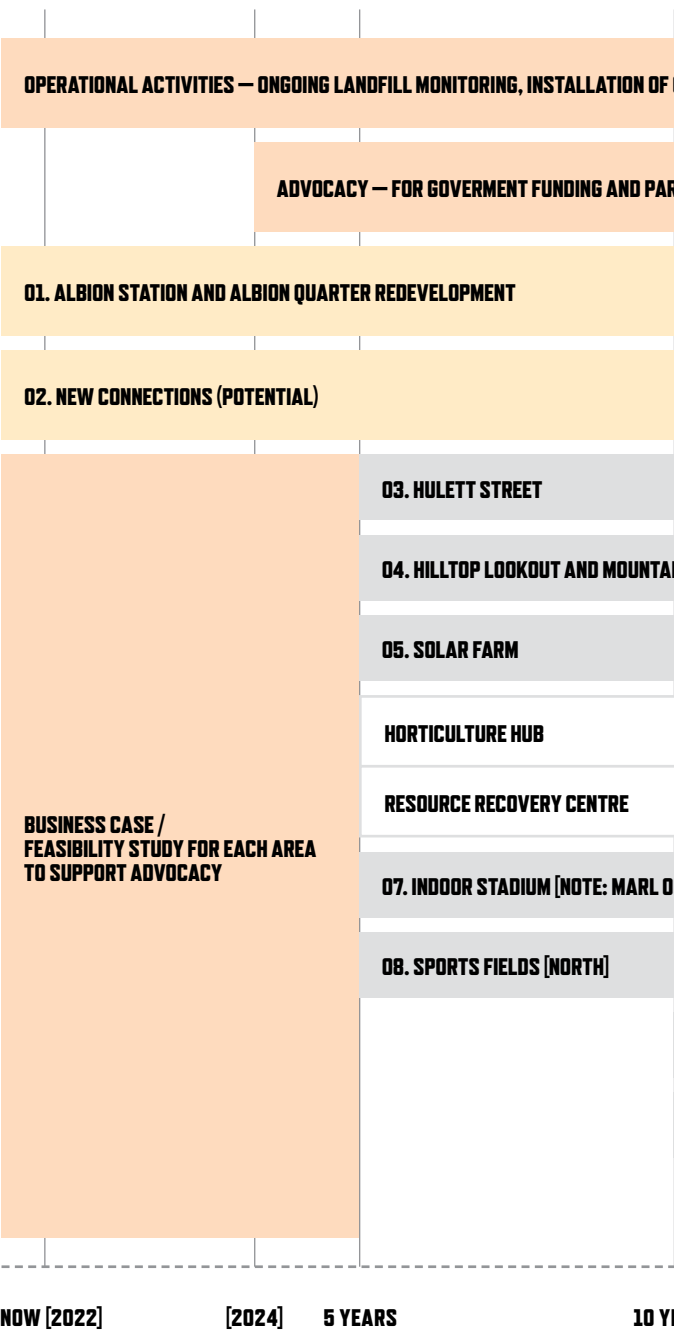 OPERATIONAL ACTIVITIES — ONGOING LANDFILL MONITORING, INSTALLATION OF
ADVOCACY — FOR GOVERMENT FUNDING AND PAR
01. ALBION STATION AND ALBION QUARTER REDEVELOPMENT
02. NEW CONNECTIONS (POTENTIAL)
03. HULETT STREET
04. HILLTOP LOOKOUT AND MOUNTAI
05. SOLAR FARM
HORTICULTURE HUB
RESOURCE RECOVERY CENTRE
BUSINESS CASE /
FEASIBILITY STUDY FOR EACH AREA
TO SUPPORT ADVOCACY
07. INDOOR STADIUM [NOTE: MARL O
08. SPORTS FIELDS [NORTH]
NOW [2022] [2024] 5 YEARS 10 YE